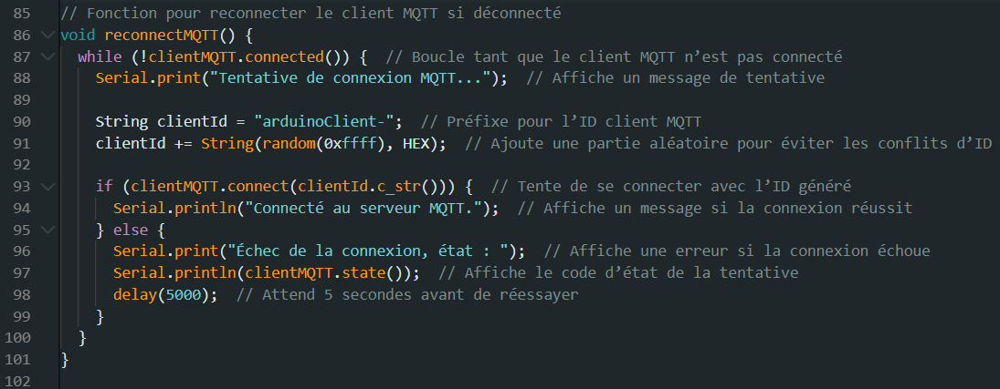 85 // Fonction pour reconnecter le client MQTT si déconnecté
86 void reconnectMQTT() {
87   while (!clientMQTT.connected()) {  // Boucle tant que le client MQTT n’est pas connecté
88     Serial.print("Tentative de connexion MQTT...");  // Affiche un message de tentative
89
90     String clientId = "arduinoClient-";  // Préfixe pour l’ID client MQTT
91     clientId += String(random(0xffff), HEX);  // Ajoute une partie aléatoire pour éviter les conflits d’ID
92
93     if (clientMQTT.connect(clientId.c_str())) {  // Tente de se connecter avec l’ID généré
94       Serial.println("Connecté au serveur MQTT.");  // Affiche un message si la connexion réussit
95     } else {
96       Serial.print("Échec de la connexion, état : ");  // Affiche une erreur si la connexion échoue
97       Serial.println(clientMQTT.state());  // Affiche le code d’état de la tentative
98       delay(5000);  // Attend 5 secondes avant de réessayer
99     }
100   }
101 }
102